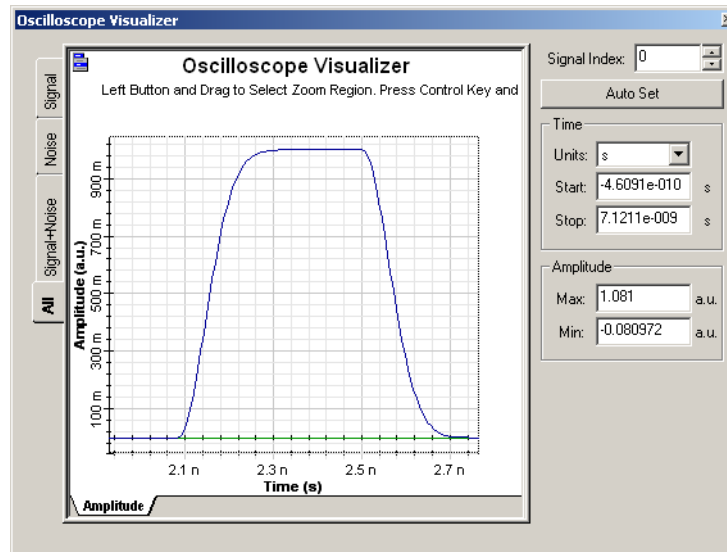 Oscilloscope Visualizer
Signal
Noise
Signal+Noise
All
Oscilloscope Visualizer
Left Button and Drag to Select Zoom Region. Press Control Key and
Amplitude (a.u.)
900 m
700 m
500 m
300 m
100 m
2.1 n 2.3 n 2.5 n 2.7 n
Time (s)
Amplitude
Signal Index: 0
Auto Set
Time
Units: s
Start: -4.6091e-010 s
Stop: 7.1211e-009 s
Amplitude
Max: 1.081 a.u.
Min: -0.080972 a.u.